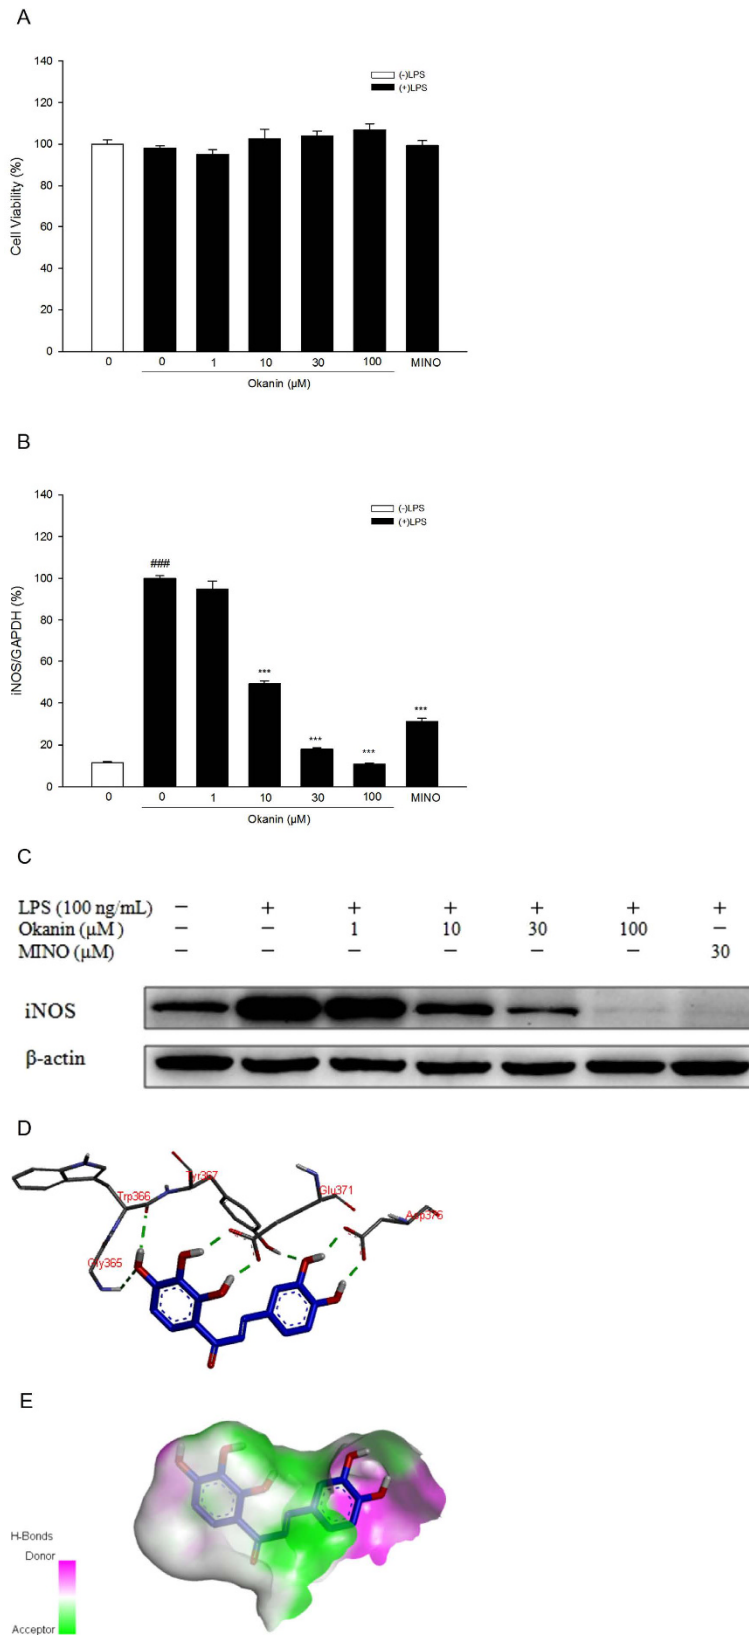 A
140
120
100
80
60
40
20
0
Cell Viability (%)
(-)LPS
(+)LPS
0 0 1 10 30 100 MINO
Okanin (µM)
B
140
120
100
80
60
40
20
0
iNOS/GAPDH (%)
(-)LPS
(+)LPS
###
***
***
***
***
0 0 1 10 30 100 MINO
Okanin (µM)
C
LPS (100 ng/mL) − + + + + + +
Okanin (µM ) − − 1 10 30 100 −
MINO (µM) − − − − − − 30
iNOS
β-actin
D
Trp366
Tyr367
Glu371
Asp376
Gly365
E
H-Bonds
Donor
Acceptor